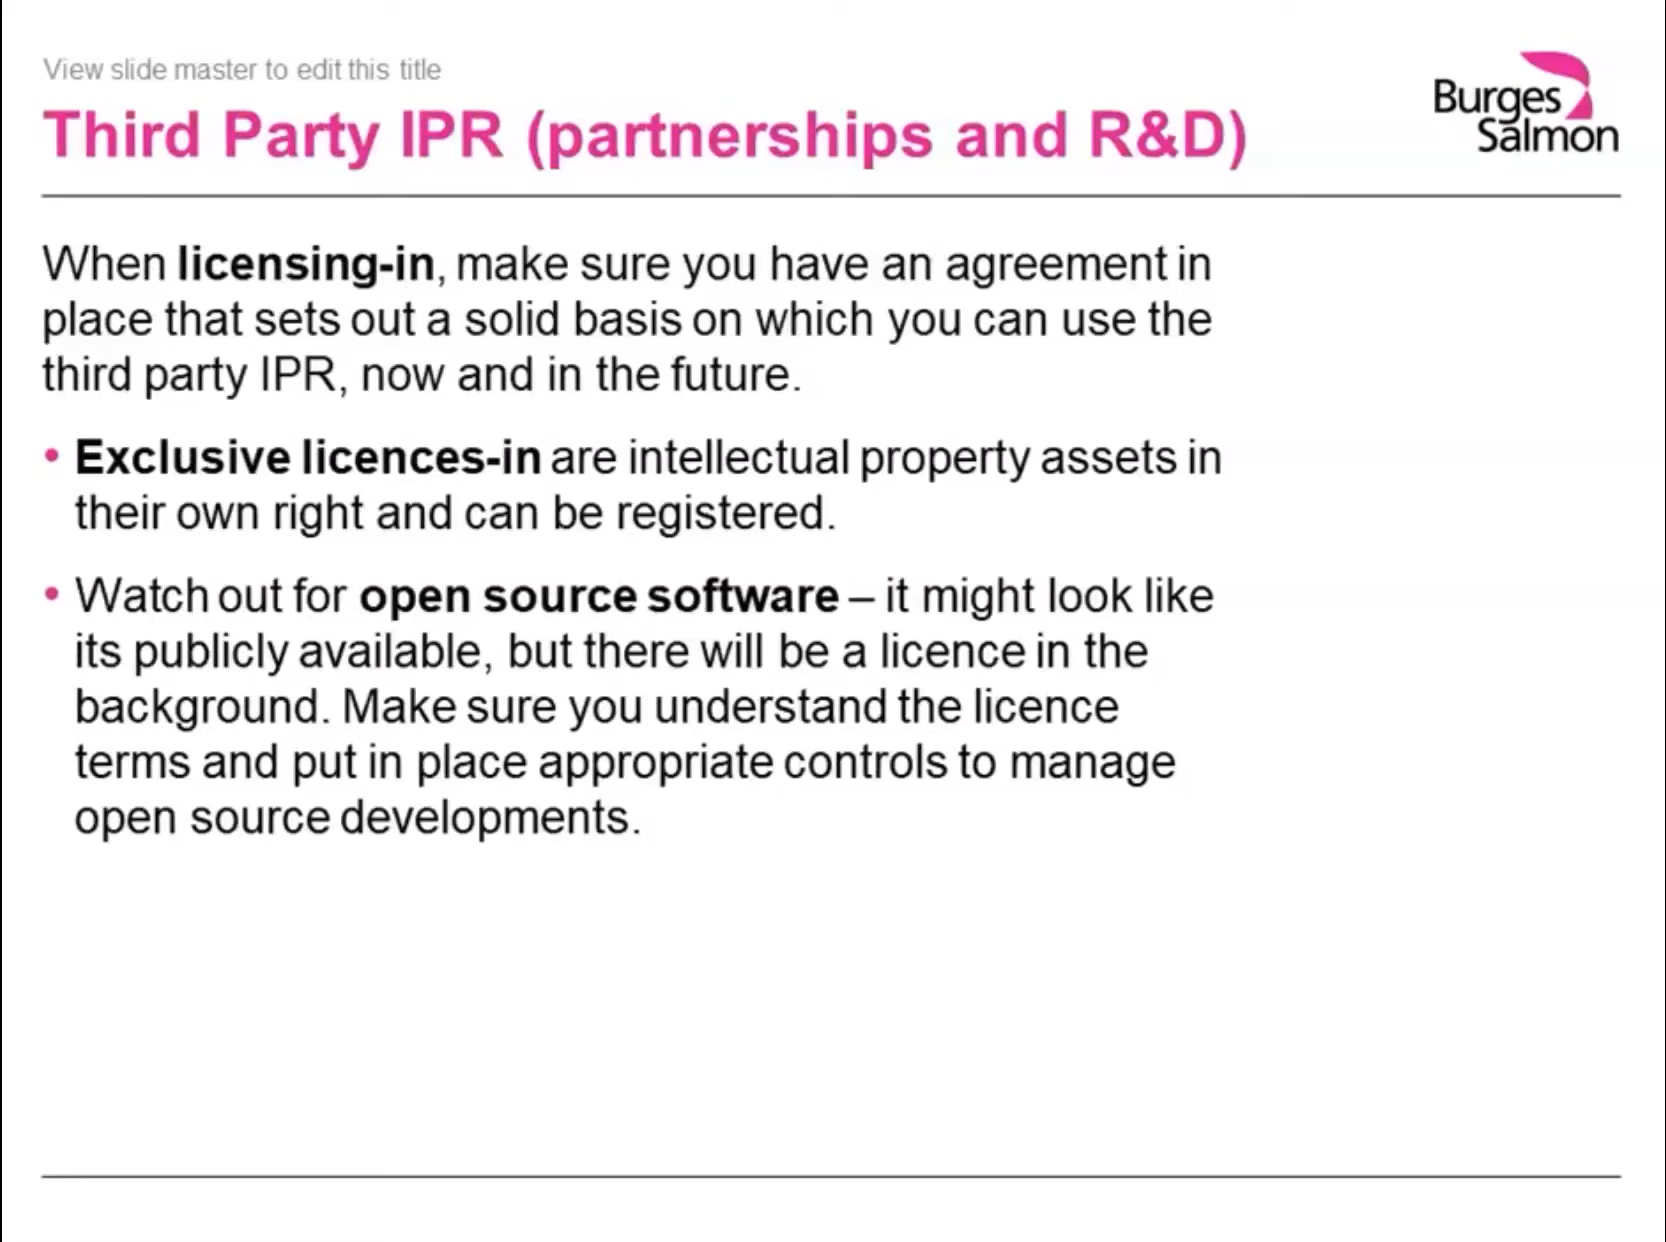 View slide master to edit this title
Third Party IPR (partnerships and R&D)
Burges
Salmon
When licensing-in, make sure you have an agreement in
place that sets out a solid basis on which you can use the
third party IPR, now and in the future.
• Exclusive licences-in are intellectual property assets in
their own right and can be registered.
• Watch out for open source software – it might look like
its publicly available, but there will be a licence in the
background. Make sure you understand the licence
terms and put in place appropriate controls to manage
open source developments.